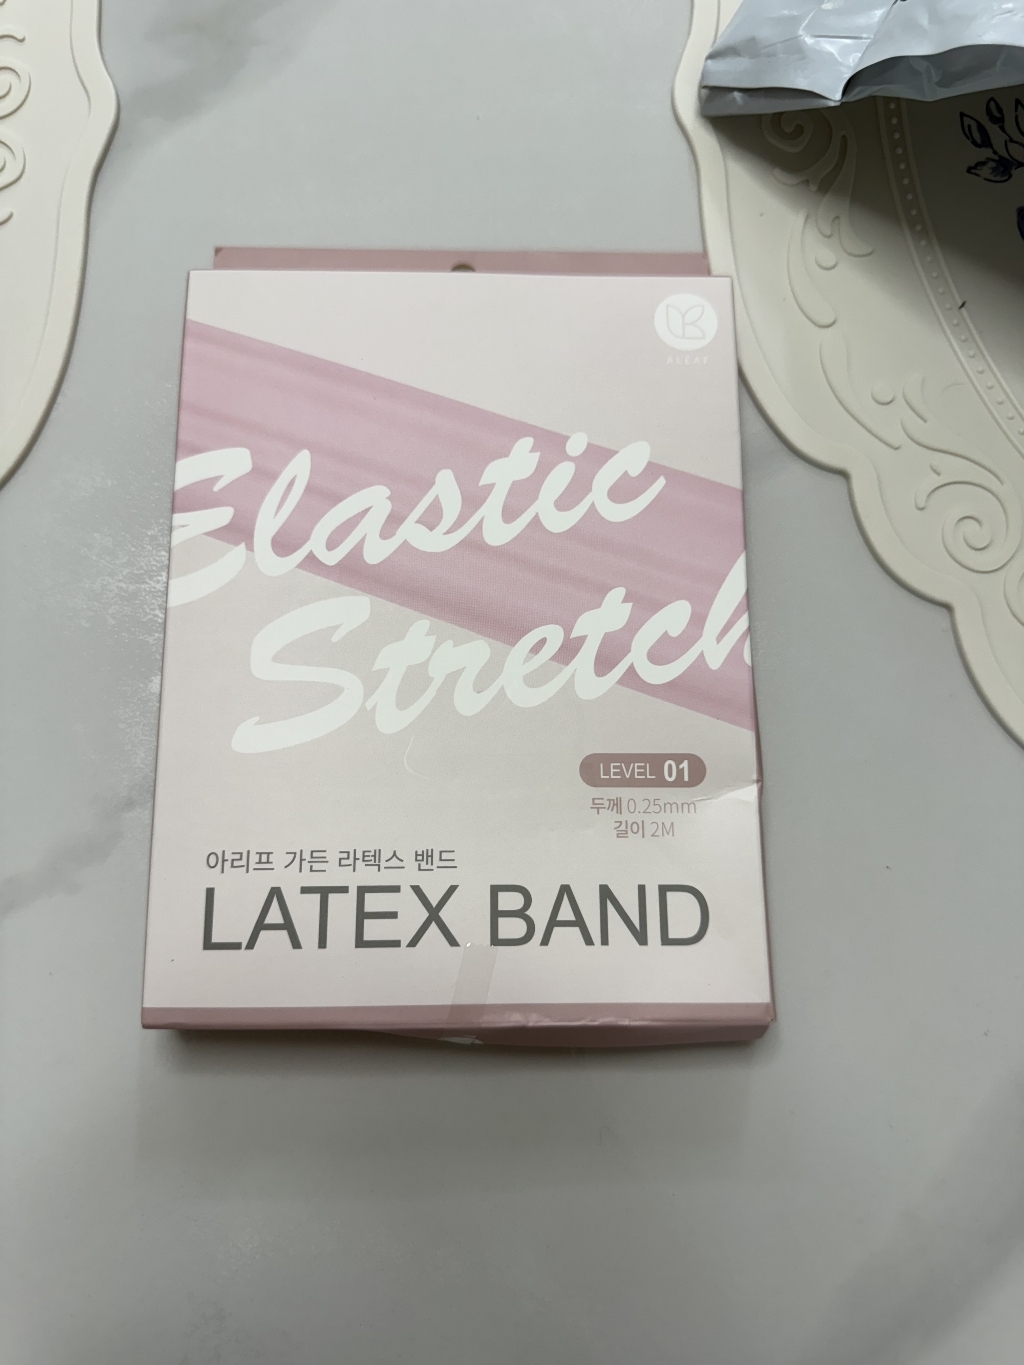 ALEAF
Elastic
Stretch
LEVEL 01
두께 0.25mm
길이 2M
아리프 가든 라텍스 밴드
LATEX BAND